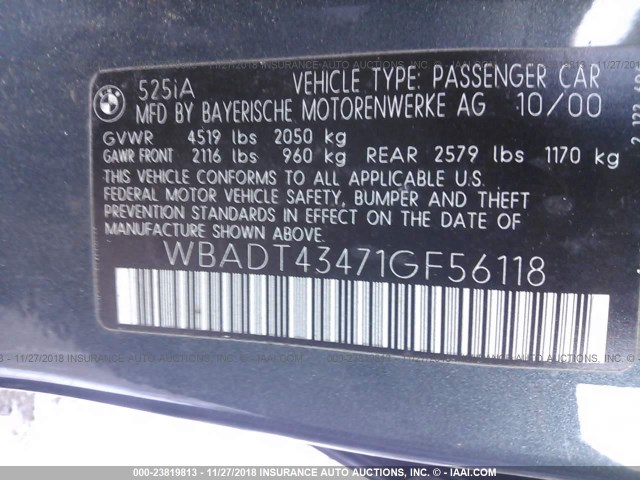 525iA VEHICLE TYPE: PASSENGER CAR
MFD BY BAYERISCHE MOTORENWERKE AG 10/00
GVWR 4519 lbs 2050 kg
GAWR FRONT 2116 lbs 960 kg REAR 2579 lbs 1170 kg
THIS VEHICLE CONFORMS TO ALL APPLICABLE U.S.
FEDERAL MOTOR VEHICLE SAFETY, BUMPER AND THEFT
PREVENTION STANDARDS IN EFFECT ON THE DATE OF
MANUFACTURE SHOWN ABOVE.
WBADT43471GF56118
000-23819813 - 11/27/2018 INSURANCE AUTO AUCTIONS INC. © - IAAI.COM